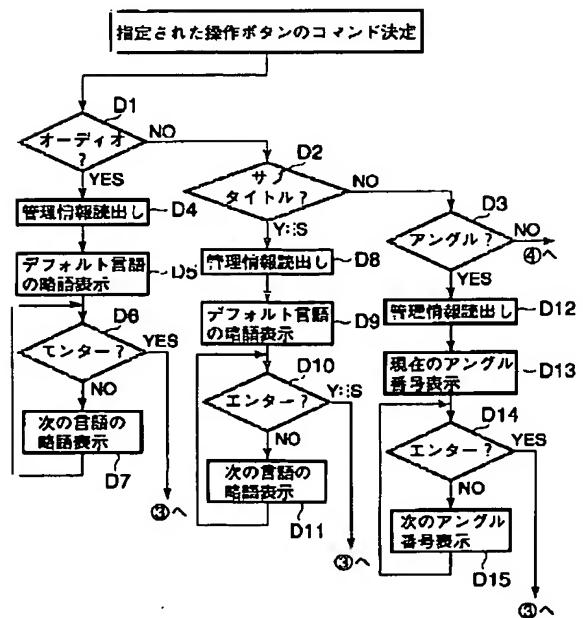 指定された操作ボタンのコマンド決定
D1
オーディオ
?
NO
YES
D2
サブ
タイトル?
NO
YES
D3
アングル?
NO
④へ
YES
管理情報読出し
D4
管理情報読出し
D8
管理情報読出し
D12
デフォルト言語
の略語表示
D5
デフォルト言語
の略語表示
D9
現在のアングル
番号表示
D13
D6
エンター?
YES
NO
D10
エンター?
YES
NO
D14
エンター?
YES
NO
次の言語の
略語表示
D7
③へ
次の言語の
略語表示
D11
③へ
次のアングル
番号表示
D15
③へ